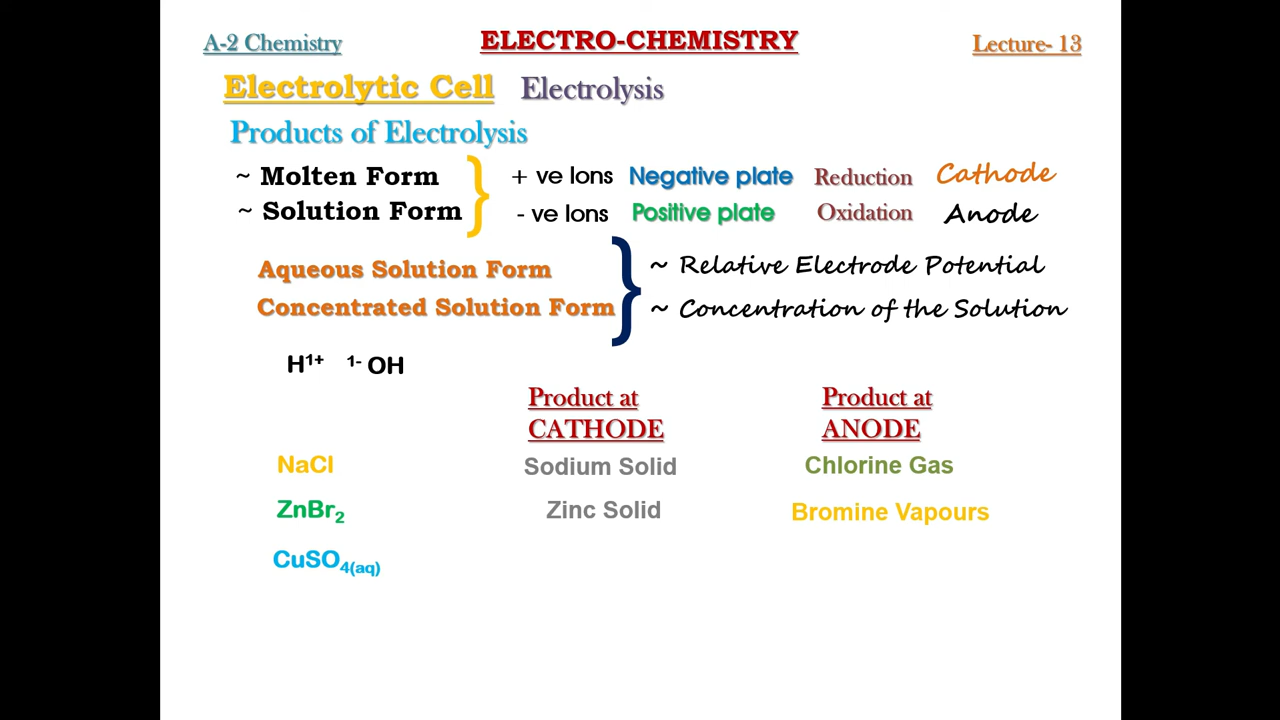 A-2 Chemistry ELECTRO-CHEMISTRY Lecture- 13
Electrolytic Cell Electrolysis
Products of Electrolysis
~ Molten Form } + ve Ions Negative plate Reduction Cathode
~ Solution Form - ve Ions Positive plate Oxidation Anode
Aqueous Solution Form } ~ Relative Electrode Potential
Concentrated Solution Form ~ Concentration of the Solution
H¹⁺ ¹⁻ OH
Product at CATHODE Product at ANODE
NaCl Sodium Solid Chlorine Gas
ZnBr₂ Zinc Solid Bromine Vapours
CuSO₄₍ₐq₎